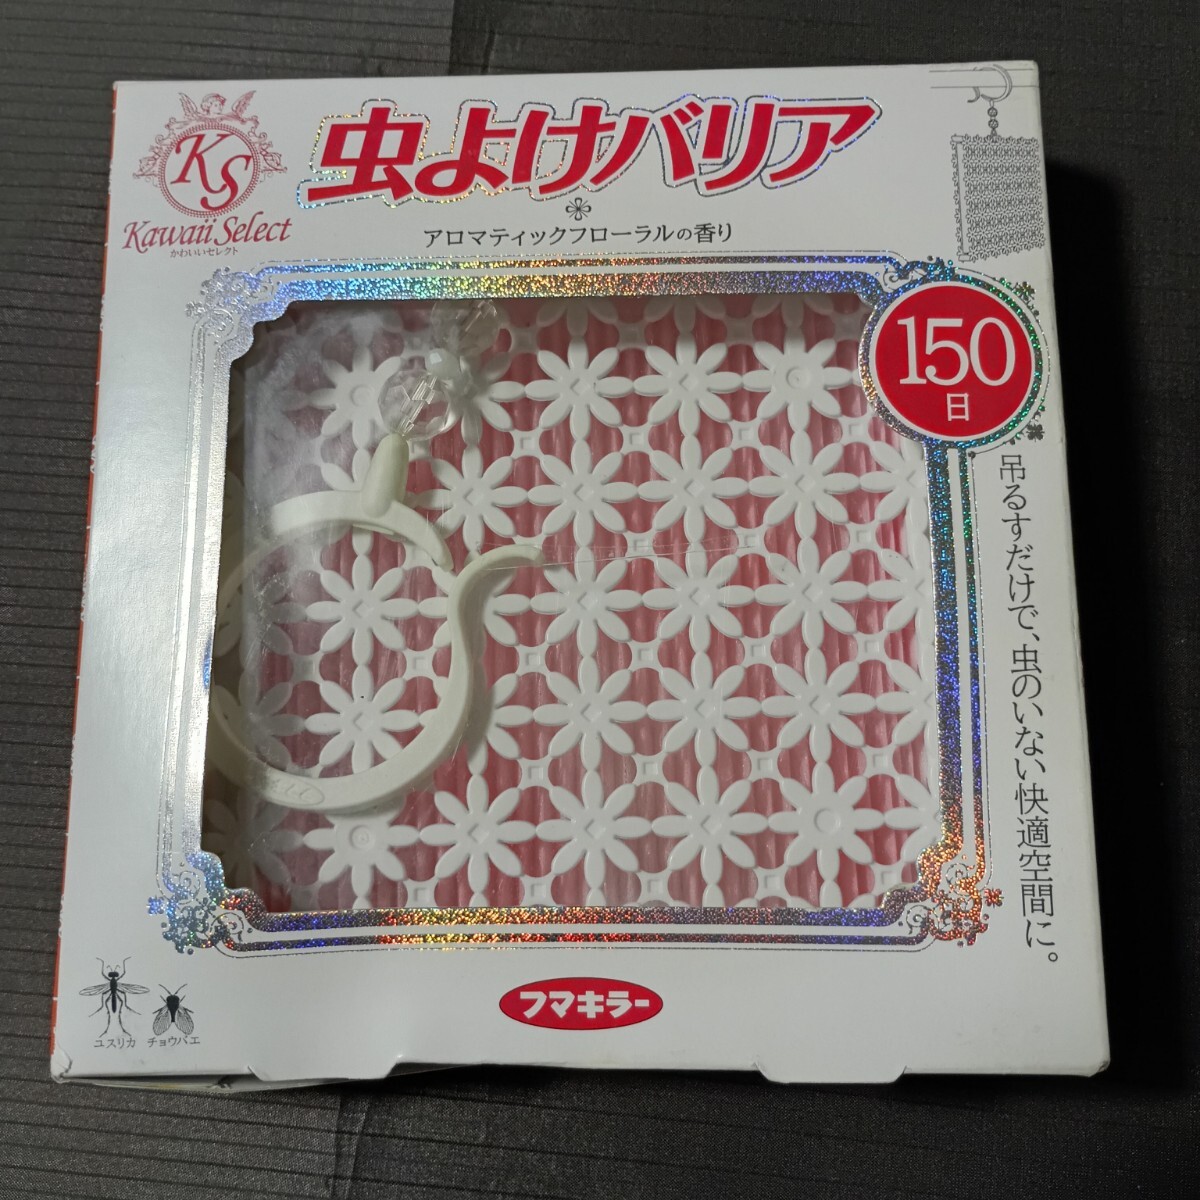 KS
Kawaii Select
かわいいセレクト
虫よけバリア
アロマティックフローラルの香り
150
日
吊るすだけで、虫のいない快適空間に。
ユスリカ チョウバエ
フマキラー